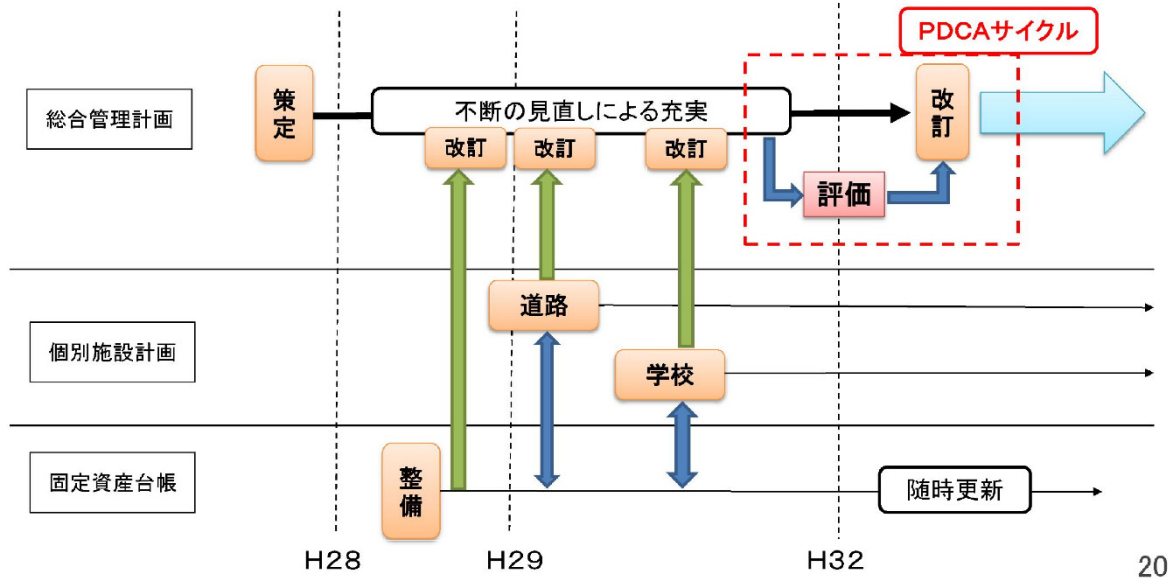 PDCAサイクル
総合管理計画
策定
不断の見直しによる充実
改訂
改訂
改訂
改訂
評価
個別施設計画
道路
学校
固定資産台帳
整備
随時更新
H28
H29
H32
20